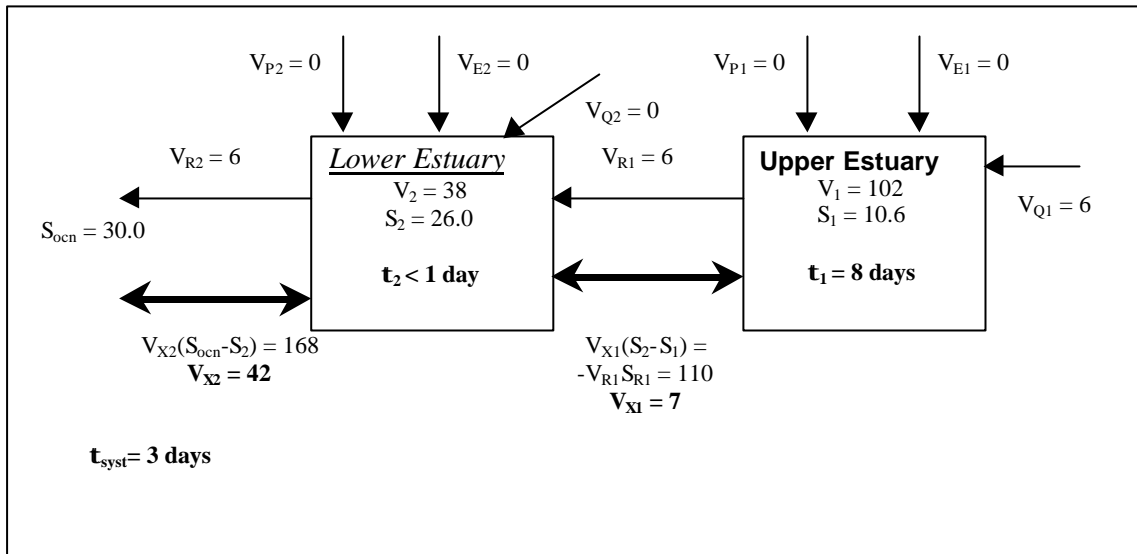 V_P2 = 0
V_E2 = 0
V_P1 = 0
V_E1 = 0
V_Q2 = 0
V_R2 = 6
Lower Estuary
V_2 = 38
S_2 = 26.0
t_2 < 1 day
V_R1 = 6
Upper Estuary
V_1 = 102
S_1 = 10.6
t_1 = 8 days
V_Q1 = 6
S_ocn = 30.0
V_X2(S_ocn-S_2) = 168
V_X2 = 42
V_X1(S_2-S_1) =
-V_R1S_R1 = 110
V_X1 = 7
t_syst= 3 days